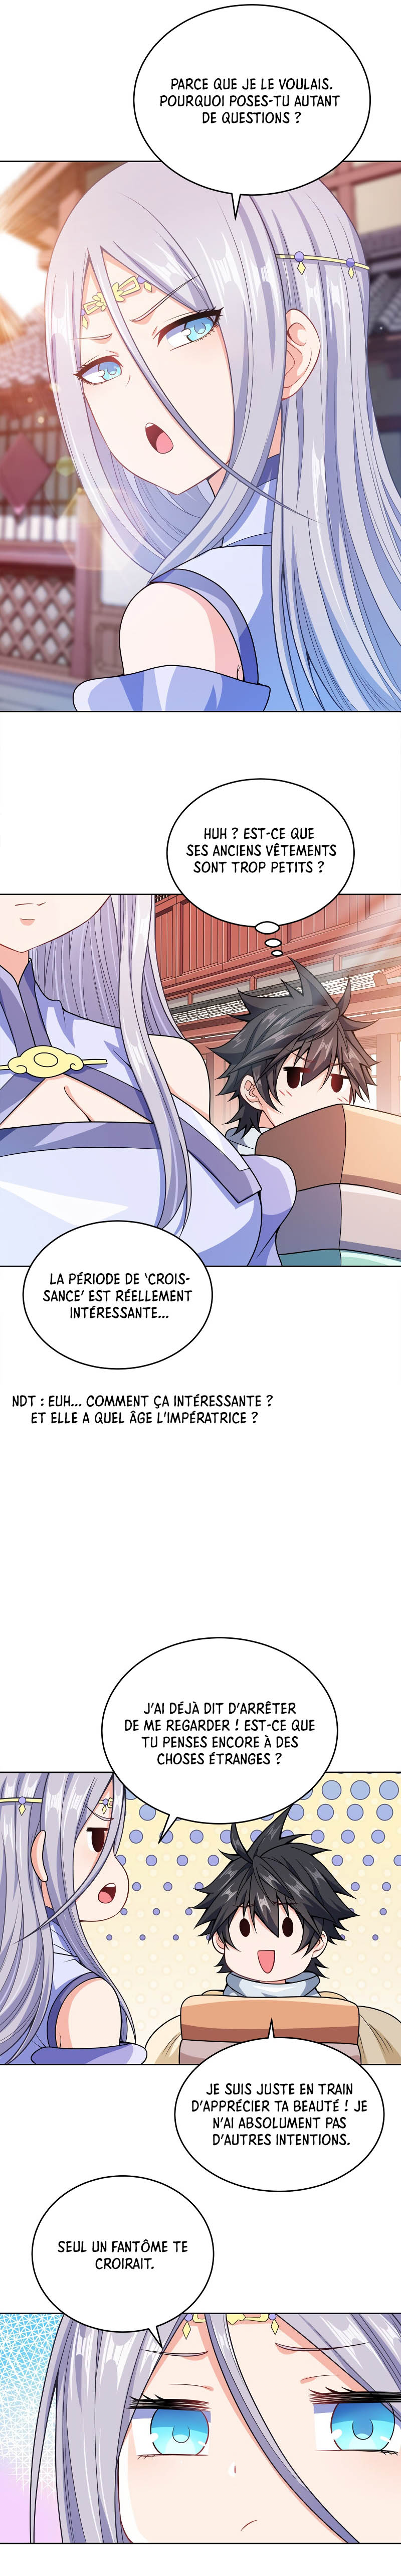 PARCE QUE JE LE VOULAIS.
POURQUOI POSES-TU AUTANT
DE QUESTIONS ?
HUH ? EST-CE QUE
SES ANCIENS VÊTEMENTS
SONT TROP PETITS ?
LA PÉRIODE DE 'CROIS-
SANCE' EST RÉELLEMENT
INTÉRESSANTE...
NDT : EUH... COMMENT ÇA INTÉRESSANTE ?
ET ELLE A QUEL ÂGE L'IMPÉRATRICE ?
J'AI DÉJÀ DIT D'ARRÊTER
DE ME REGARDER ! EST-CE QUE
TU PENSES ENCORE À DES
CHOSES ÉTRANGES ?
JE SUIS JUSTE EN TRAIN
D'APPRÉCIER TA BEAUTÉ ! JE
N'AI ABSOLUMENT PAS
D'AUTRES INTENTIONS.
SEUL UN FANTÔME TE
CROIRAIT.